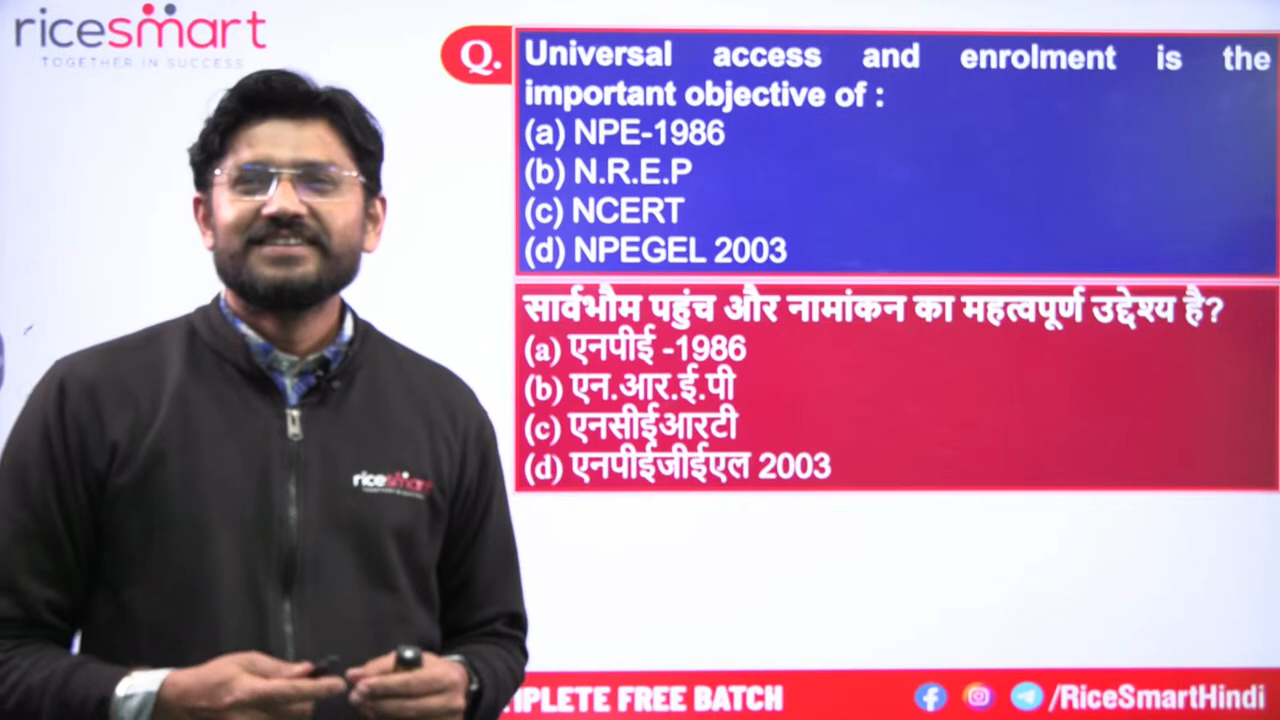 ricesmart
TOGETHER IN SUCCESS
Q.
Universal access and enrolment is the
important objective of :
(a) NPE-1986
(b) N.R.E.P
(c) NCERT
(d) NPEGEL 2003
सार्वभौम पहुंच और नामांकन का महत्वपूर्ण उद्देश्य है?
(a) एनपीई -1986
(b) एन.आर.ई.पी
(c) एनसीईआरटी
(d) एनपीईजीईएल 2003
ricesmart
MPLETE FREE BATCH
/RiceSmartHindi